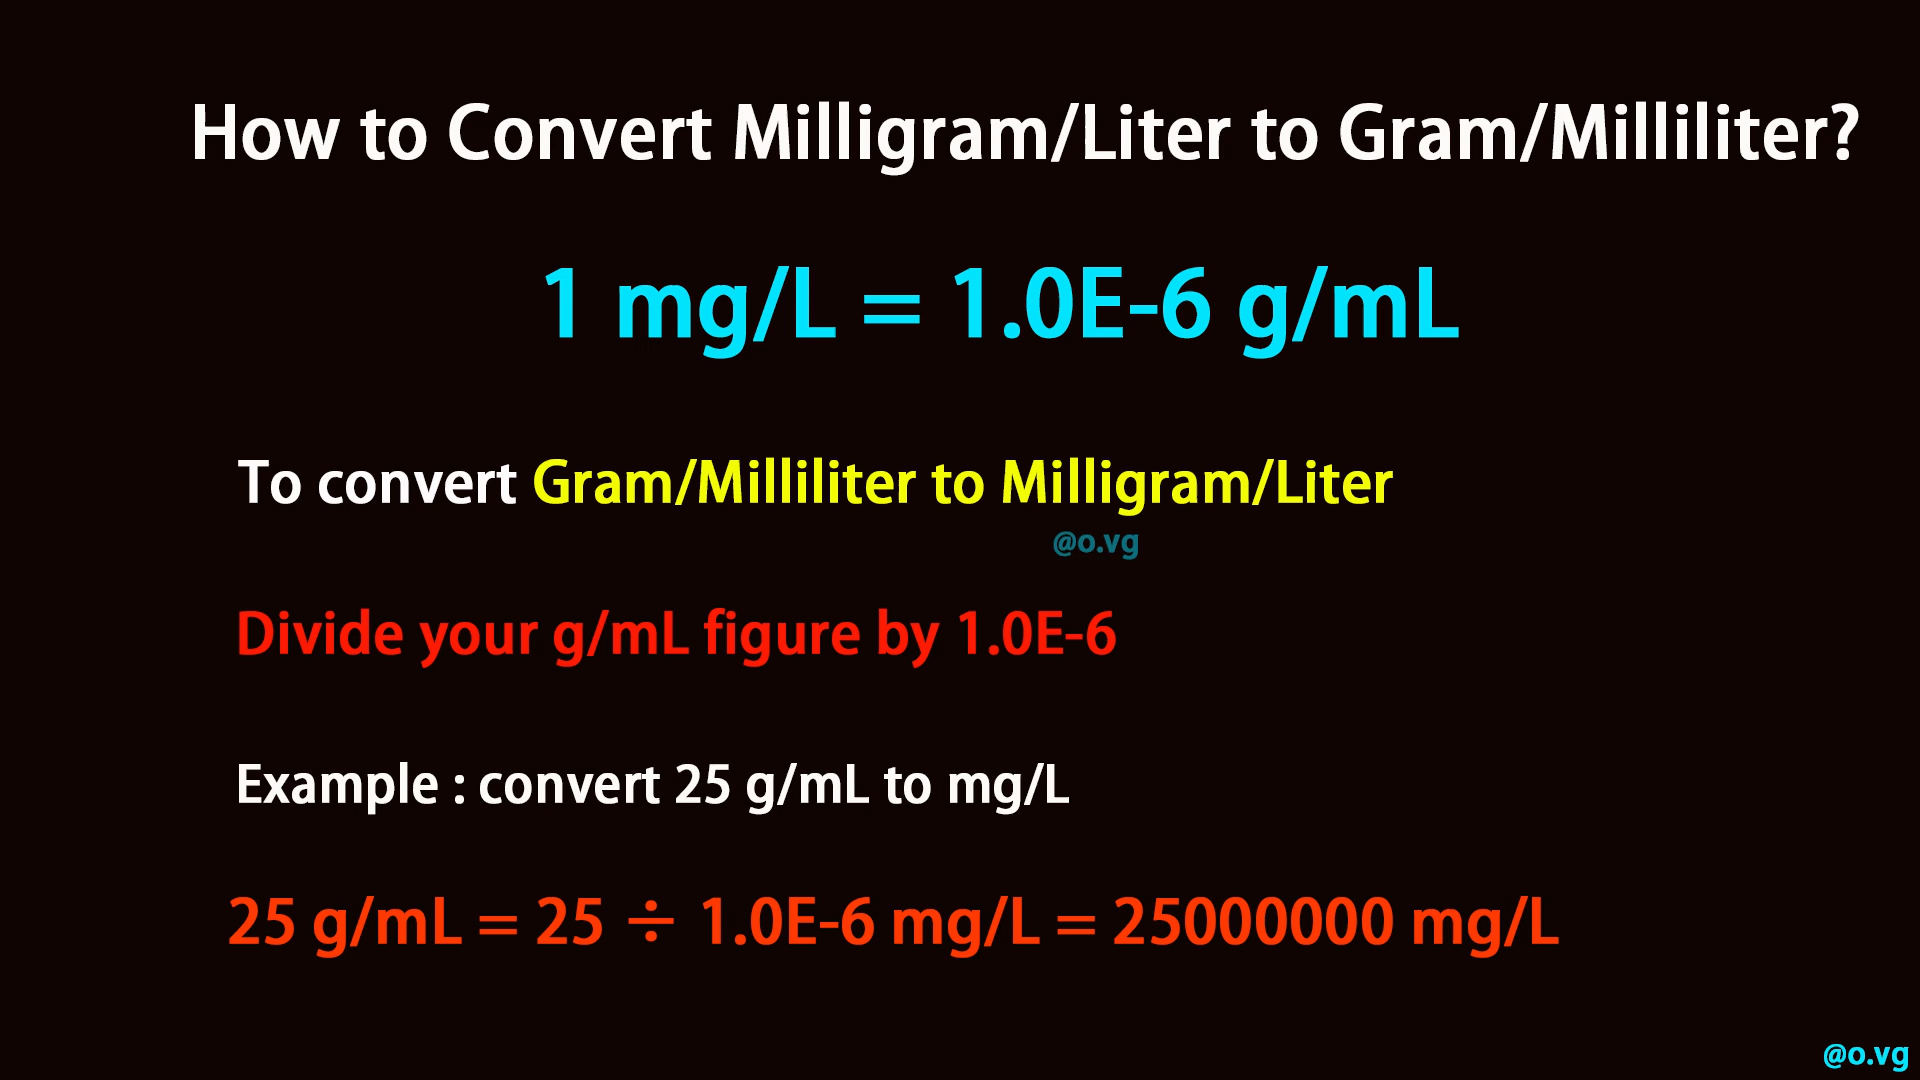 How to Convert Milligram/Liter to Gram/Milliliter?
1 mg/L = 1.0E-6 g/mL
To convert Gram/Milliliter to Milligram/Liter
@o.vg
Divide your g/mL figure by 1.0E-6
Example : convert 25 g/mL to mg/L
25 g/mL = 25 ÷ 1.0E-6 mg/L = 25000000 mg/L
@o.vg